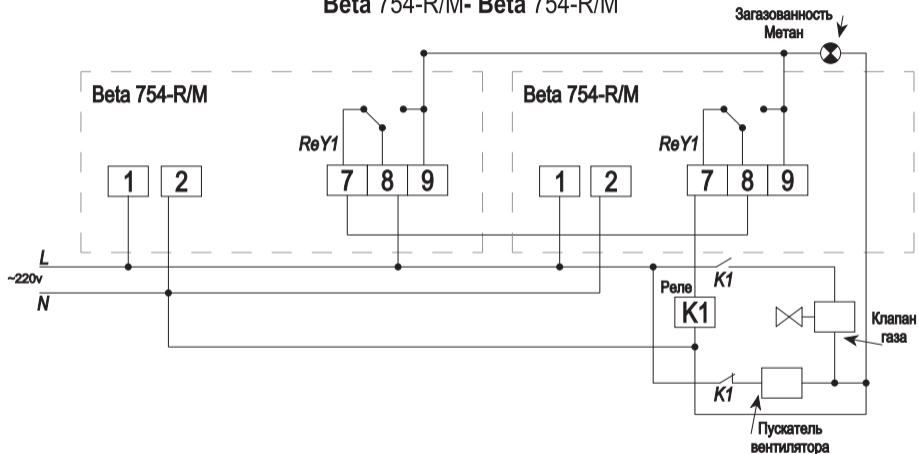 Beta 754-R/M- Beta 754-R/M
Загазованность
Метан
Beta 754-R/M
Beta 754-R/M
ReY1
ReY1
1 2
7 8 9
1 2
7 8 9
L
~220v
N
K1
Реле
K1
Клапан
газа
K1
Пускатель
вентилятора